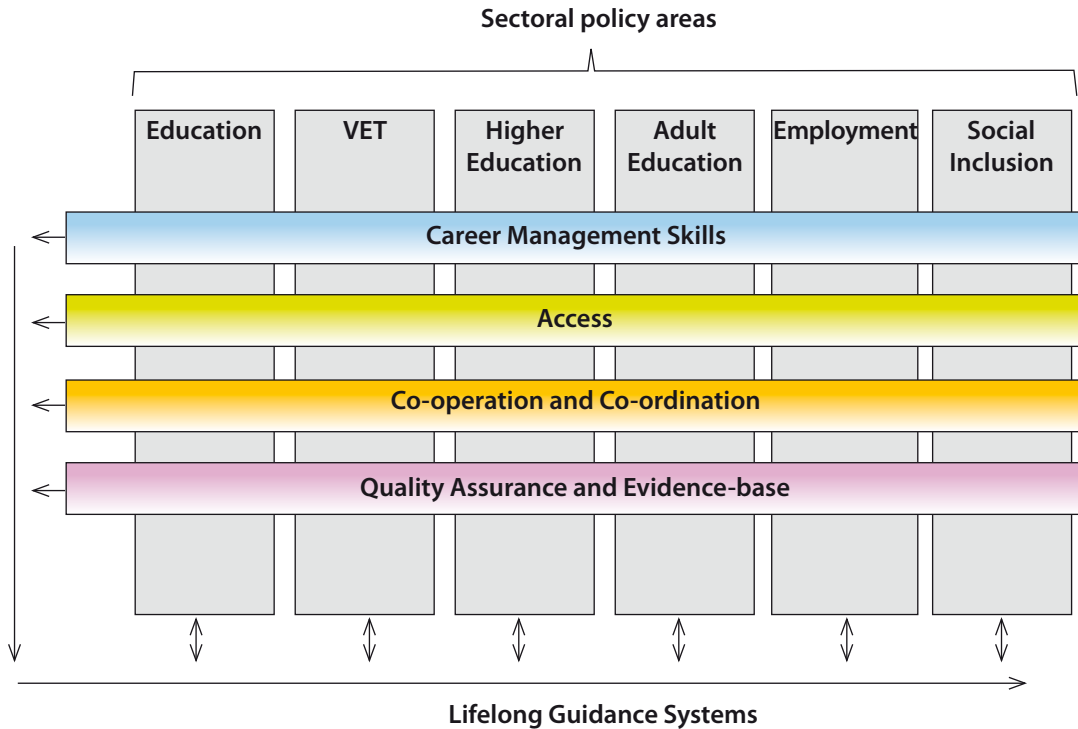 Sectoral policy areas
Education
VET
Higher
Education
Adult
Education
Employment
Social
Inclusion
Career Management Skills
Access
Co-operation and Co-ordination
Quality Assurance and Evidence-base
Lifelong Guidance Systems